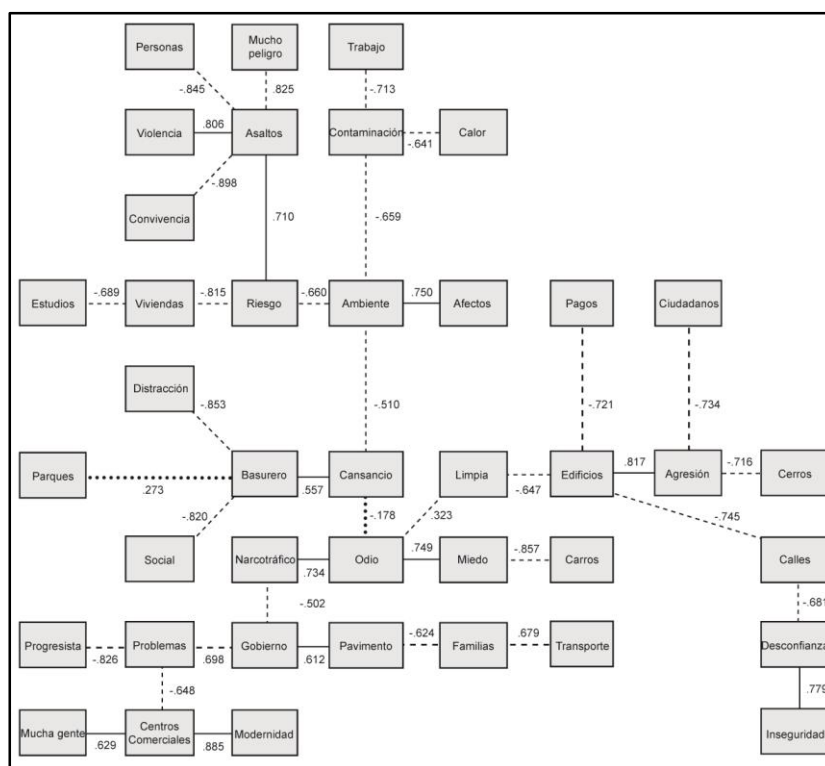 Personas
Mucho
peligro
Trabajo
-.845
.825
-.713
Violencia
.806
Asaltos
Contaminación
-.641
Calor
-.898
Convivencia
.710
-.659
Estudios
-.689
Viviendas
-.815
Riesgo
-.660
Ambiente
.750
Afectos
Pagos
Ciudadanos
Distracción
-.853
-.510
-.721
-.734
Parques
.273
Basurero
.557
Cansancio
Limpia
-.647
Edificios
.817
Agresión
-.716
Cerros
-.820
-.178
.323
-.745
Social
Narcotráfico
.734
Odio
.749
Miedo
-.857
Carros
Calles
-.502
-.681
Progresista
-.826
Problemas
.698
Gobierno
.612
Pavimento
-.624
Familias
.679
Transporte
Desconfianza
-.648
.779
Mucha gente
.629
Centros
Comerciales
.885
Modernidad
Inseguridad